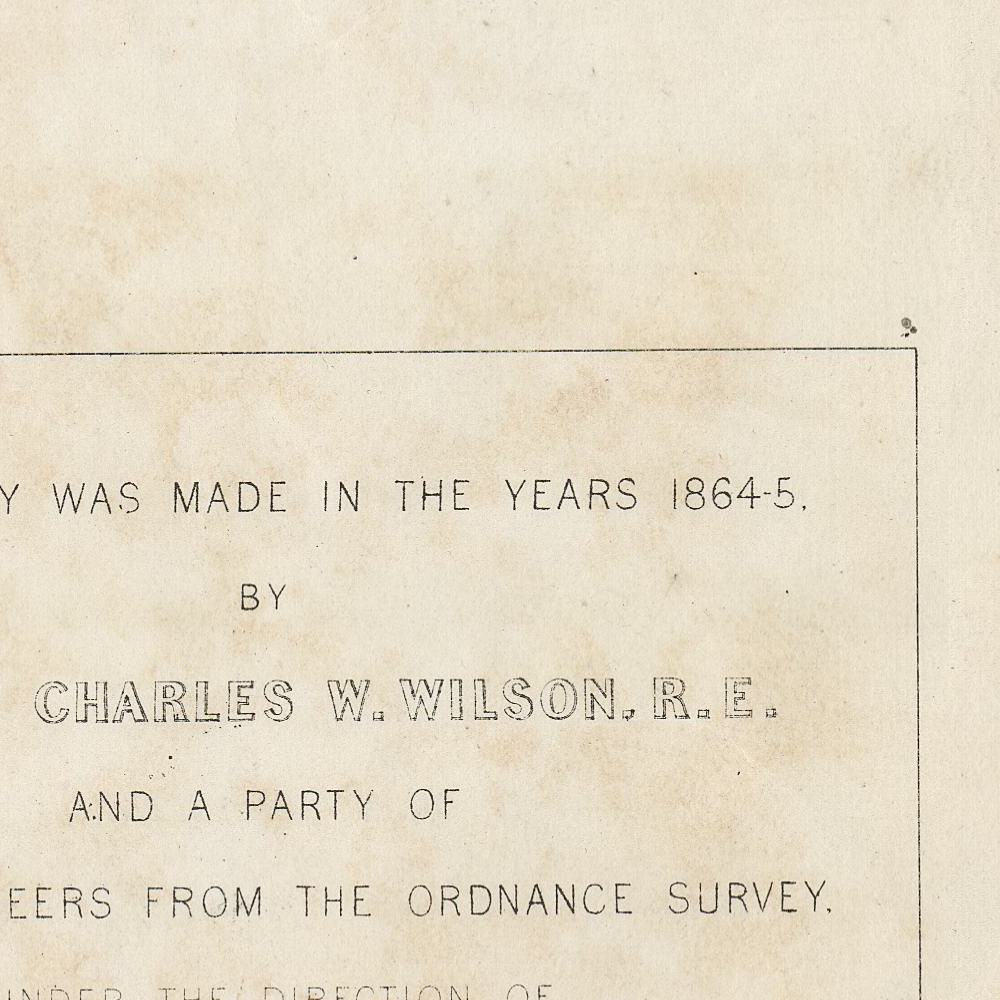 Y WAS MADE IN THE YEARS 1864-5,
BY
CHARLES W. WILSON, R. E.
AND A PARTY OF
EERS FROM THE ORDNANCE SURVEY,
UNDER THE DIRECTION OF